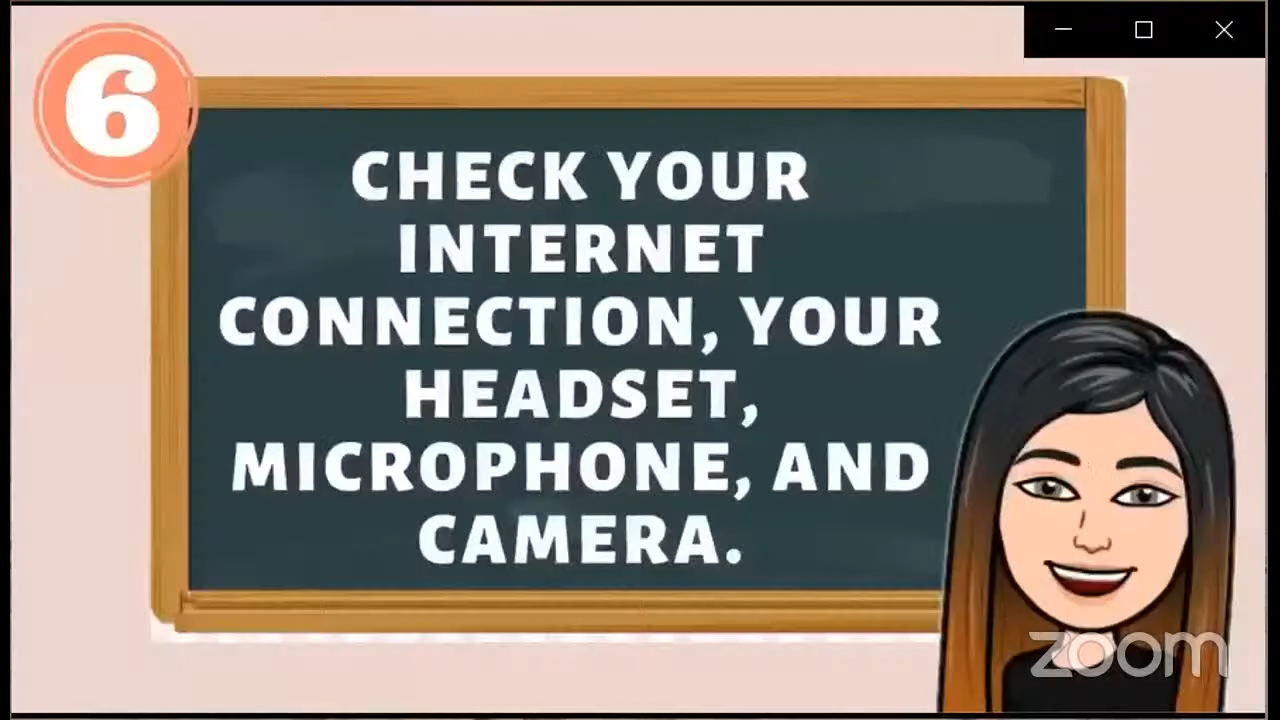 6
CHECK YOUR
INTERNET
CONNECTION, YOUR
HEADSET,
MICROPHONE, AND
CAMERA.
zoom